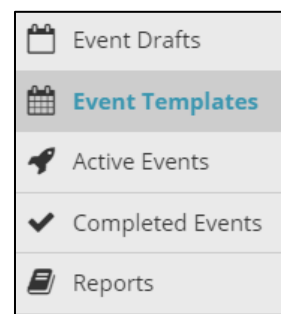 Event Drafts
Event Templates
Active Events
Completed Events
Reports